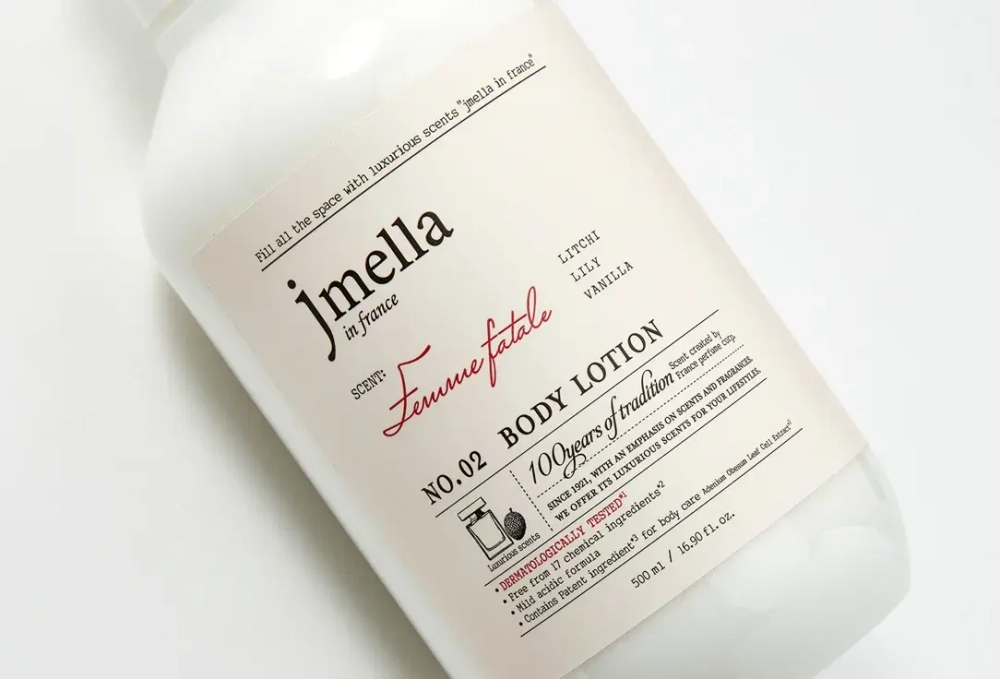 Fill all the space with luxurious scents "jmella in france"
jmella
in france
LITCHI
LILY
VANILLA
SCENT: Femme fatale
NO.02 BODY LOTION
100years of tradition
Scent created by
France perfume corp.
SINCE 1921, WITH AN EMPHASIS ON SCENTS AND FRAGRANCES.
WE OFFER ITS LUXURIOUS SCENTS FOR YOUR LIFESTYLES.
Luxurious scents
• DERMATOLOGICALLY TESTED*1
• Free from 17 chemical ingredients*2
• Mild acidic formula
• Contains Patent ingredient*3 for body care Adenium Obesum Leaf Cell Extract*3
500 ml / 16.90 fl. oz.